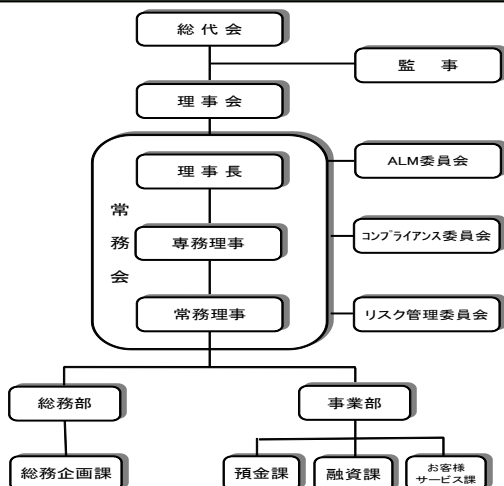 総代会
監　事
理事会
理事長
ALM委員会
常務会
専務理事
コンプライアンス委員会
常務理事
リスク管理委員会
総務部
事業部
総務企画課
預金課
融資課
お客様
サービス課